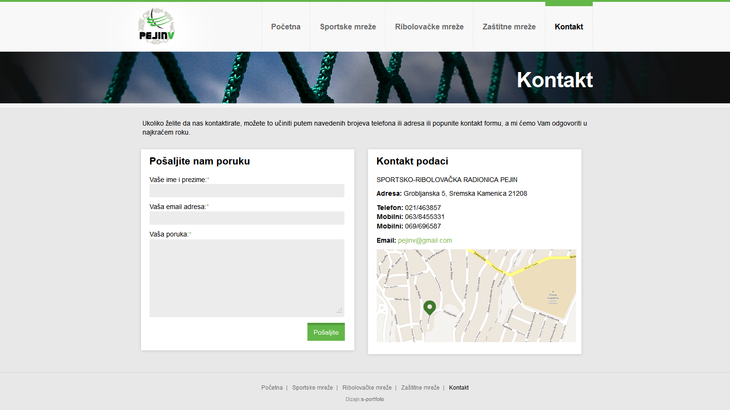 PEJINV
Početna
Sportske mreže
Ribolovačke mreže
Zaštitne mreže
Kontakt
Kontakt
Ukoliko želite da nas kontaktirate, možete to učiniti putem navedenih brojeva telefona ili adresa ili popunite kontakt formu, a mi ćemo Vam odgovoriti u
najkraćem roku.
Pošaljite nam poruku
Vaše ime i prezime:*
Vaša email adresa:*
Vaša poruka:*
Pošaljite
Kontakt podaci
SPORTSKO-RIBOLOVAČKA RADIONICA PEJIN
Adresa: Grobljanska 5, Sremska Kamenica 21208
Telefon: 021/463857
Mobilni: 063/8455331
Mobilni: 069/696587
Email: pejinv@gmail.com
Početna | Sportske mreže | Ribolovačke mreže | Zaštitne mreže | Kontakt
Dizajn:s-portfolio